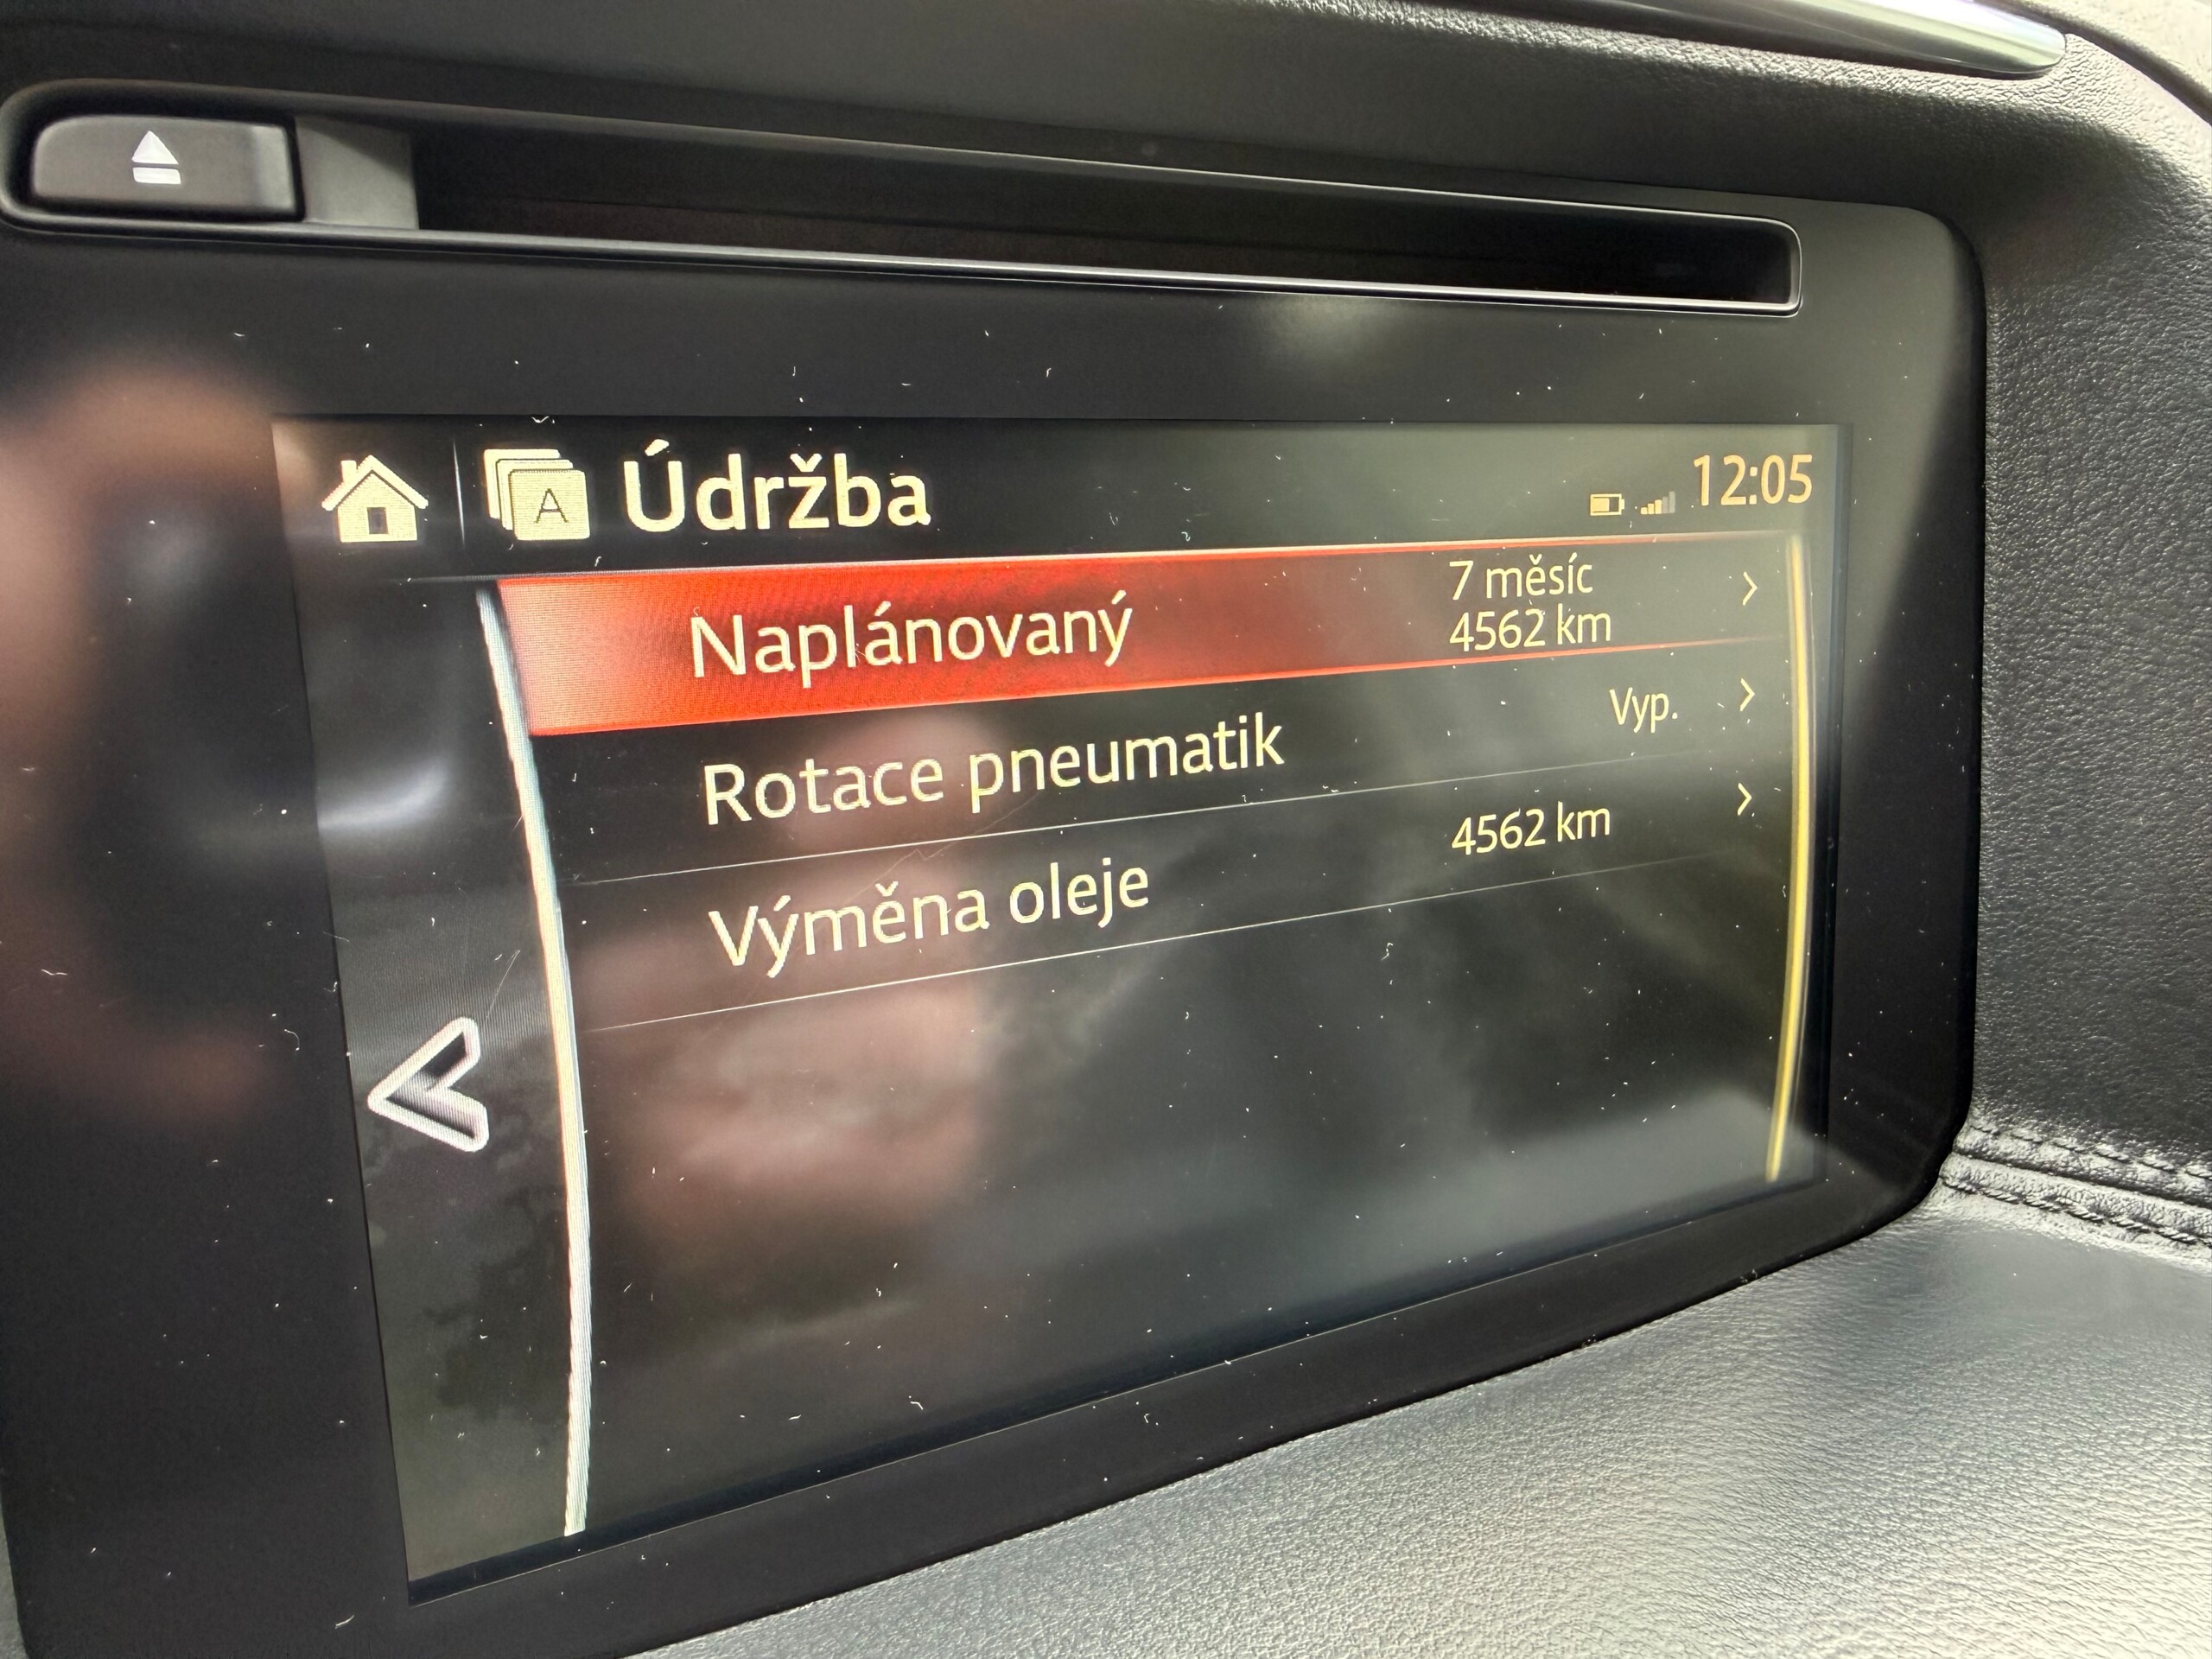 A Údržba 12:05
Naplánovaný 7 měsíc
4562 km
Rotace pneumatik Vyp.
Výměna oleje 4562 km